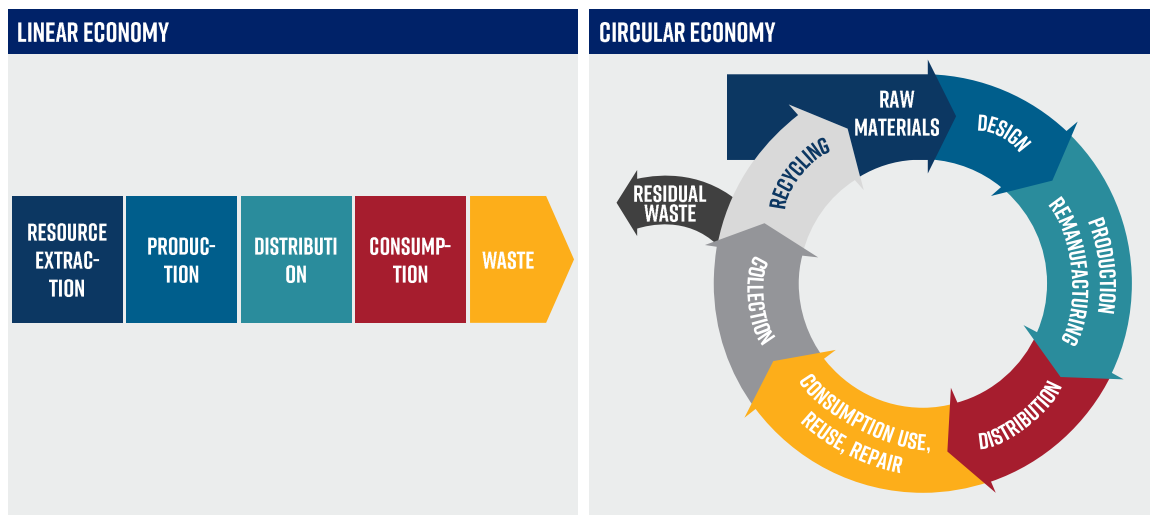 LINEAR ECONOMY
RESOURCE
EXTRAC-
TION
PRODUC-
TION
DISTRIBUTI
ON
CONSUMP-
TION
WASTE
CIRCULAR ECONOMY
RAW
MATERIALS
DESIGN
PRODUCTION
REMANUFACTURING
DISTRIBUTION
CONSUMPTION USE,
REUSE, REPAIR
COLLECTION
RECYCLING
RESIDUAL
WASTE